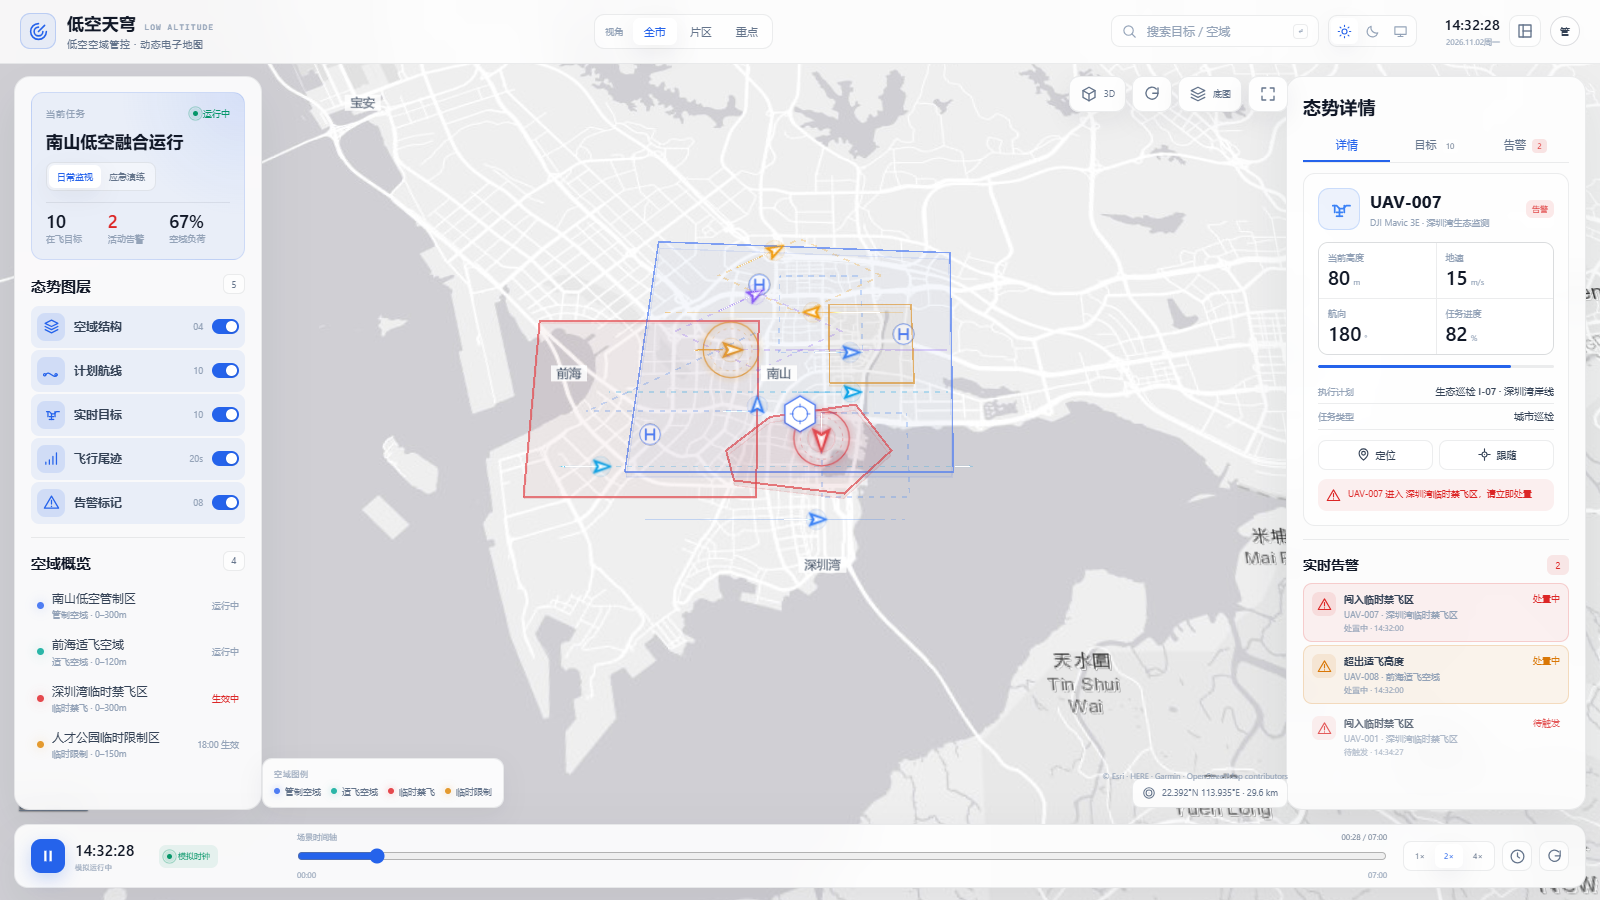 低空天穹 LOW ALTITUDE
低空空域管控 · 动态电子地图
视角 全市 片区 重点
搜索目标 / 空域
14:32:28
2026.11.02周一
管
当前任务 运行中
南山低空融合运行
日常监视 应急演练
10 2 67%
在飞目标 活动告警 空域负荷
态势图层 5
空域结构 04
计划航线 10
实时目标 10
飞行尾迹 20s
告警标记 08
空域概览 4
南山低空管制区 运行中
管制空域 · 0–300m
前海适飞空域 运行中
适飞空域 · 0–120m
深圳湾临时禁飞区 生效中
临时禁飞 · 0–300m
人才公园临时限制区 18:00 生效
临时限制 · 0–150m
3D 底图
宝安
前海
南山
深圳湾
H
H
H
米埔
Mai P
天水圍
Tin Shui
Wai
Yuen Long
空域图例
管制空域 适飞空域 临时禁飞 临时限制
22.392°N 113.935°E · 29.6 km
态势详情
详情 目标 10 告警 2
UAV-007 告警
DJI Mavic 3E · 深圳湾生态监测
当前高度 地速
80 m 15 m/s
航向 任务进度
180 ° 82 %
执行计划 生态巡检 I-07 · 深圳湾岸线
任务类型 城市巡检
定位 跟随
UAV-007 进入 深圳湾临时禁飞区，请立即处置
实时告警 2
闯入临时禁飞区 处置中
UAV-007 · 深圳湾临时禁飞区
处置中 · 14:32:00
超出适飞高度 处置中
UAV-008 · 前海适飞空域
处置中 · 14:32:00
闯入临时禁飞区 待触发
UAV-001 · 深圳湾临时禁飞区
待触发 · 14:34:27
14:32:28
模拟运行中
模拟时钟
场景时间轴 00:28 / 07:00
00:00 07:00
1× 2× 4×